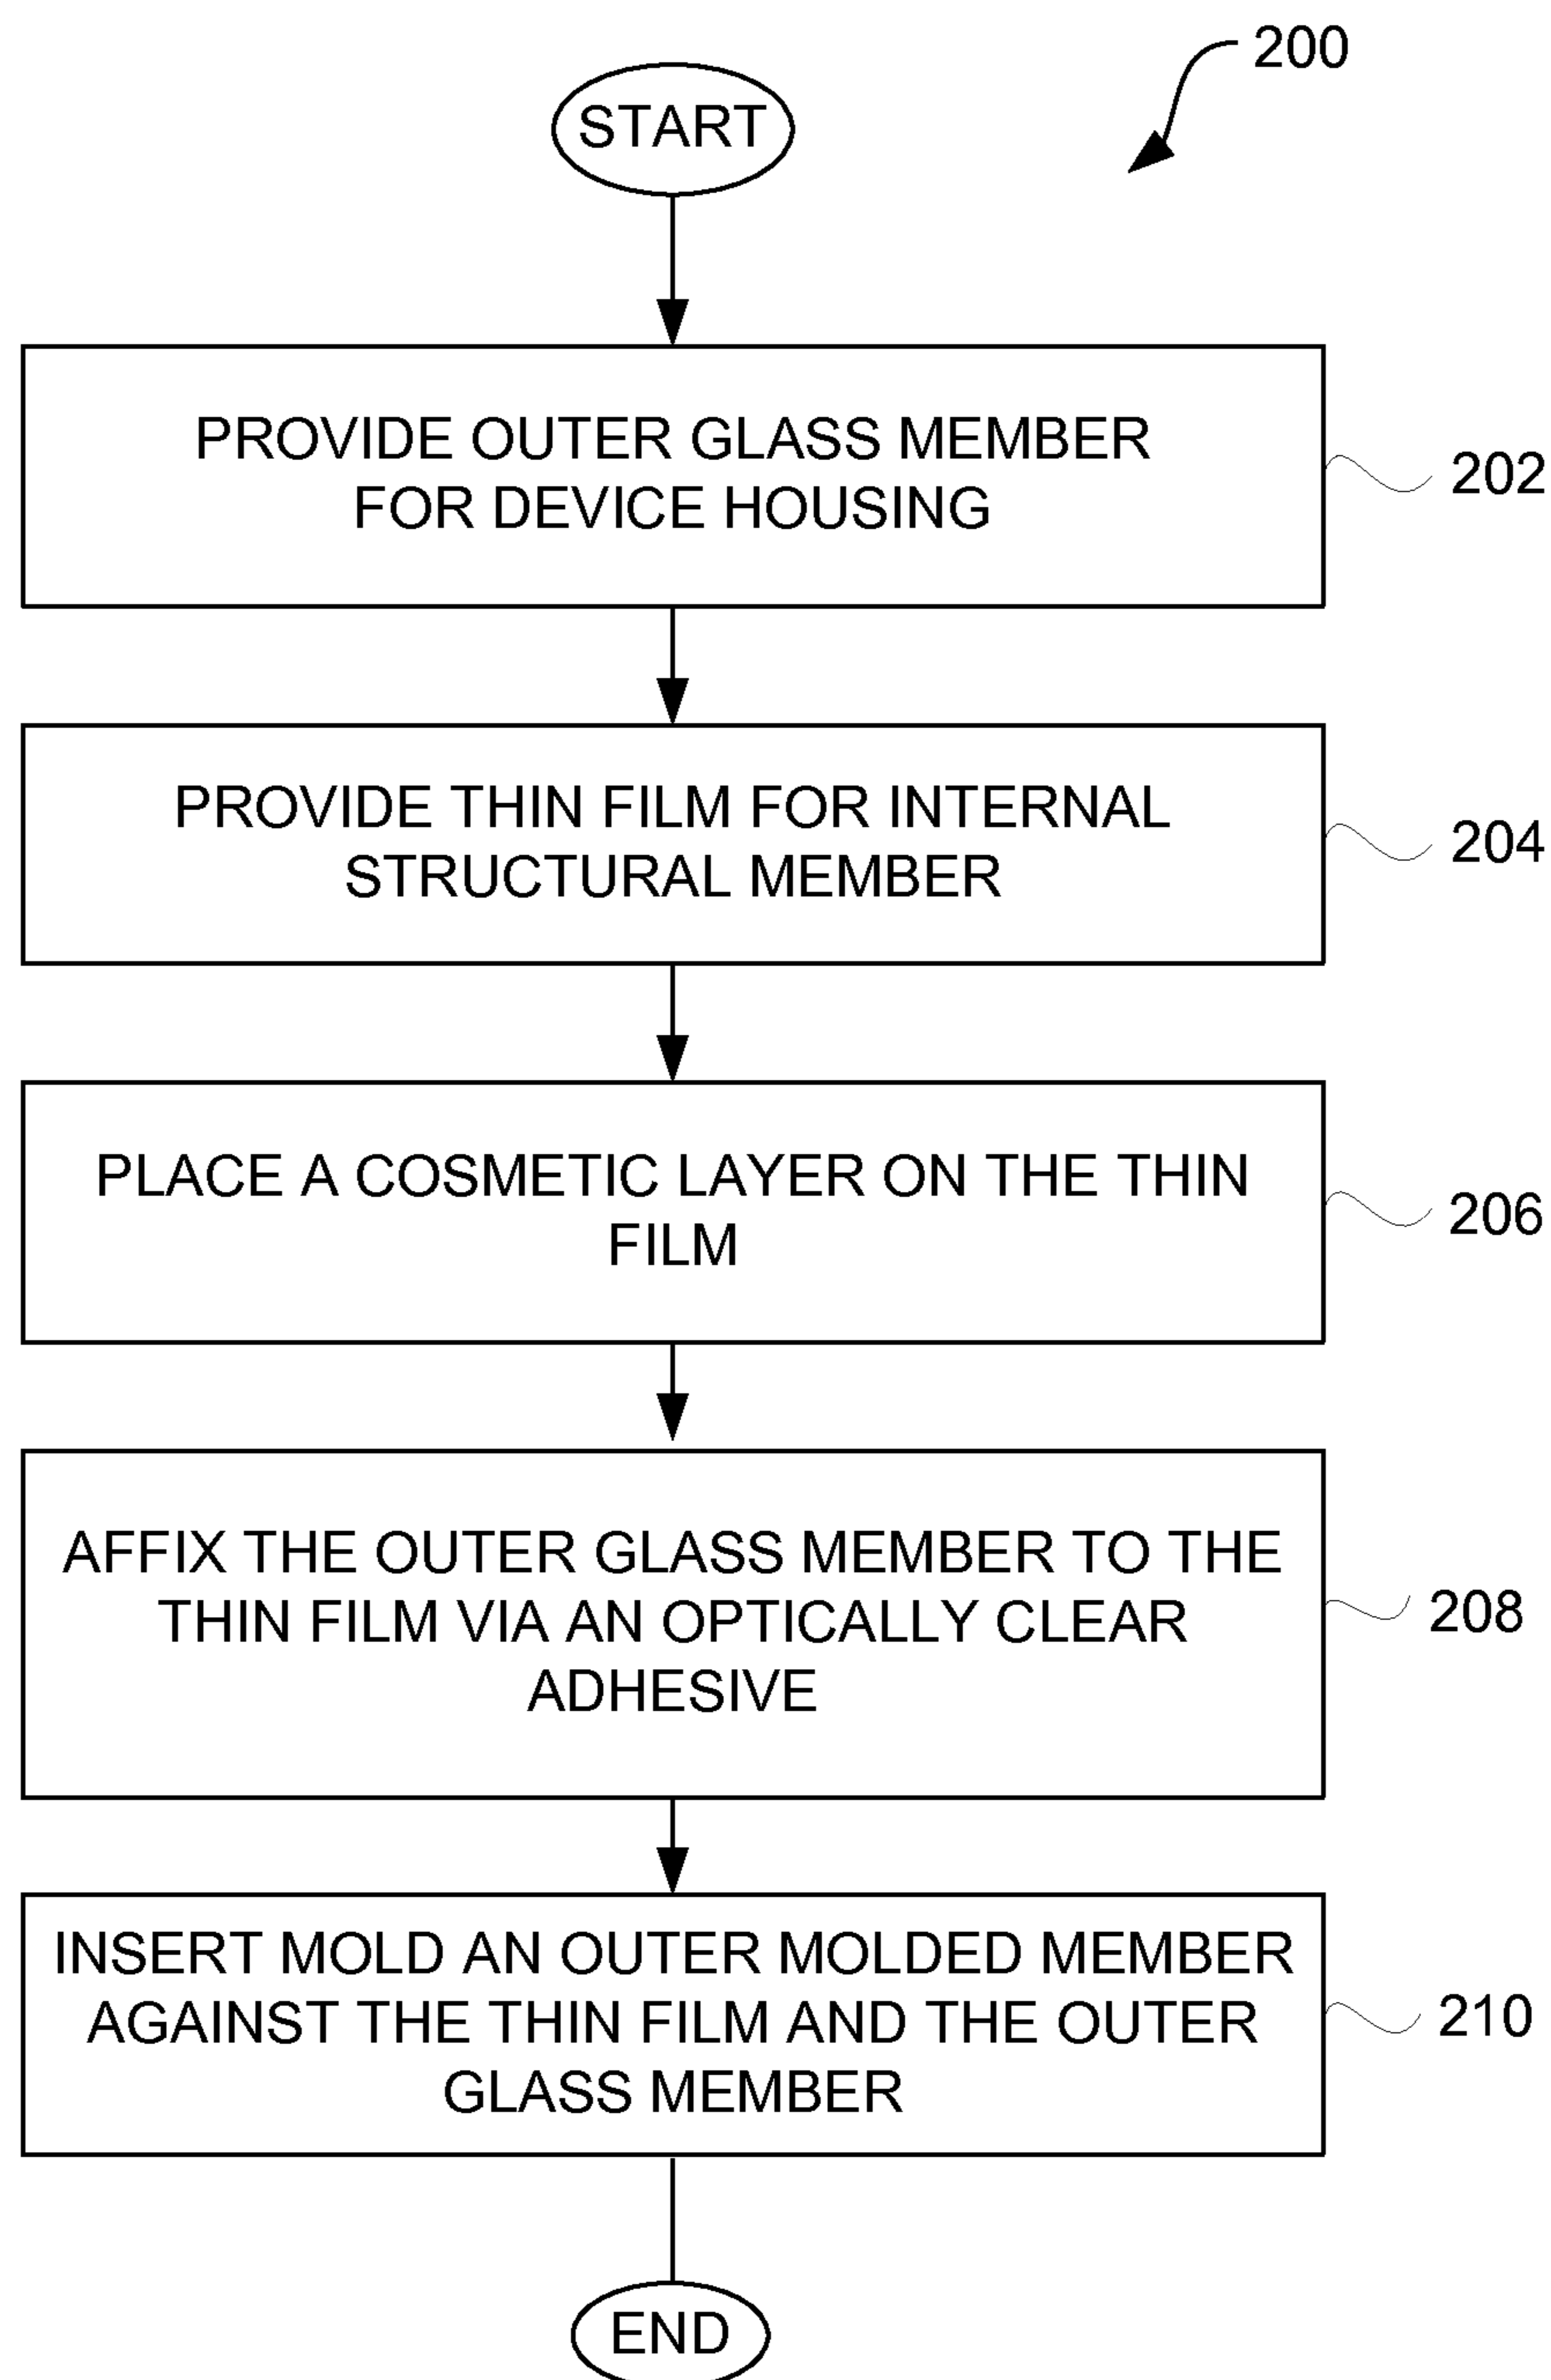 200
START
PROVIDE OUTER GLASS MEMBER
FOR DEVICE HOUSING
202
PROVIDE THIN FILM FOR INTERNAL
STRUCTURAL MEMBER
204
PLACE A COSMETIC LAYER ON THE THIN
FILM
206
AFFIX THE OUTER GLASS MEMBER TO THE
THIN FILM VIA AN OPTICALLY CLEAR
ADHESIVE
208
INSERT MOLD AN OUTER MOLDED MEMBER
AGAINST THE THIN FILM AND THE OUTER
GLASS MEMBER
210
END